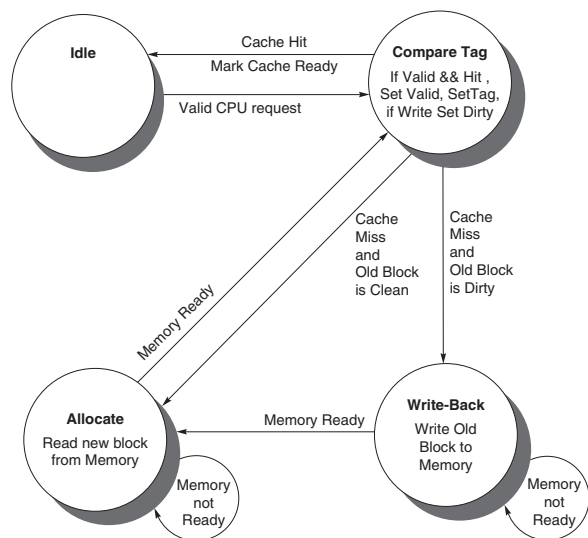 Idle
Cache Hit
Mark Cache Ready
Valid CPU request
Compare Tag
If Valid && Hit ,
Set Valid, SetTag,
if Write Set Dirty
Cache
Miss
and
Old Block
is Clean
Cache
Miss
and
Old Block
is Dirty
Memory Ready
Allocate
Read new block
from Memory
Memory
not
Ready
Memory Ready
Write-Back
Write Old
Block to
Memory
Memory
not
Ready